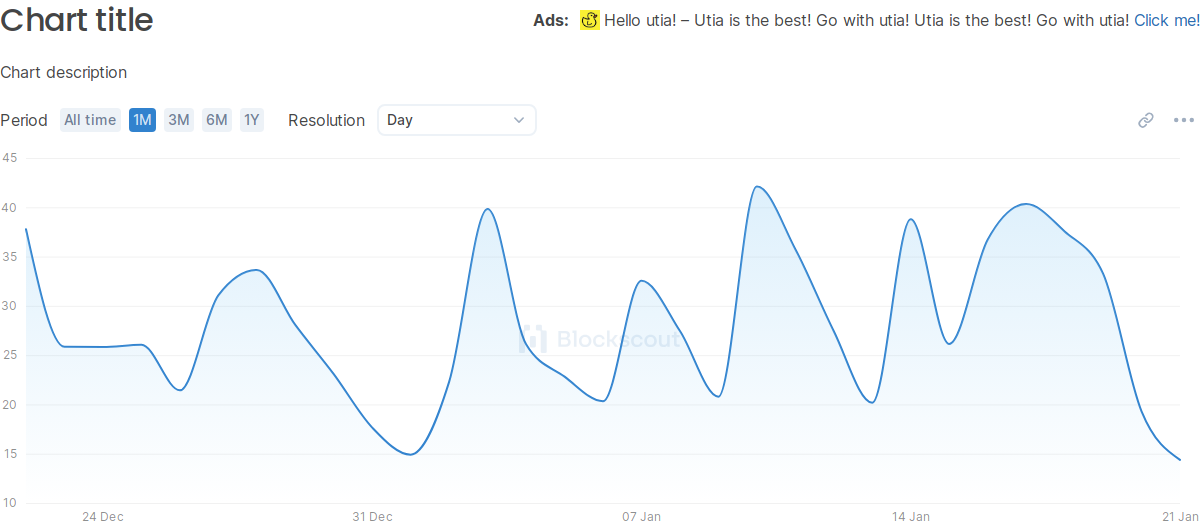 Chart title
Ads: Hello utia! – Utia is the best! Go with utia! Utia is the best! Go with utia! Click me!
Chart description
Period All time 1M 3M 6M 1Y Resolution Day
45
40
35
30
25
20
15
10
Blockscout
24 Dec 31 Dec 07 Jan 14 Jan 21 Jan